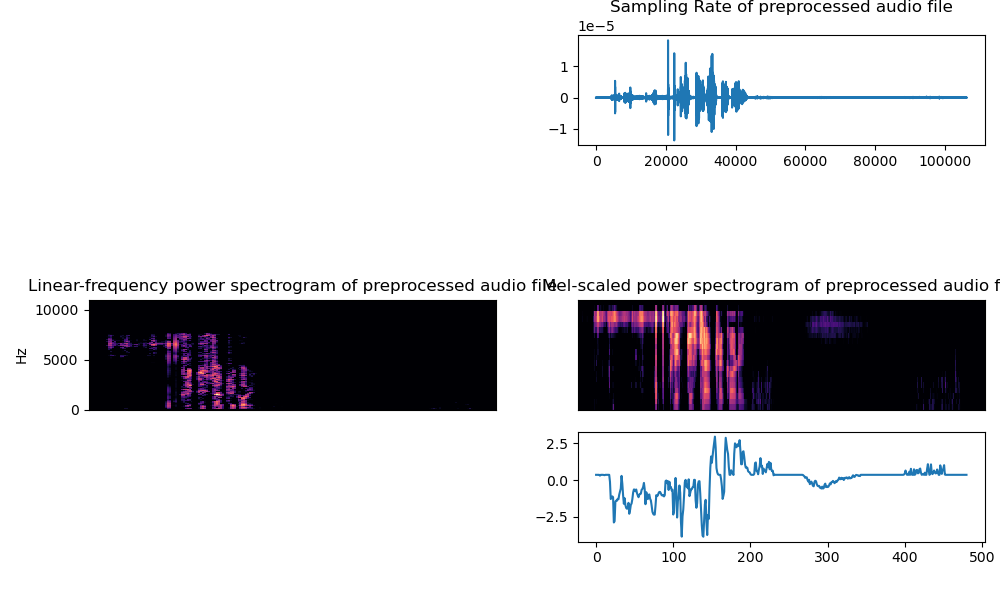 Sampling Rate of preprocessed audio file
1e−5
1
0
−1
0 20000 40000 60000 80000 100000
Linear-frequency power spectrogram of preprocessed audio file
Mel-scaled power spectrogram of preprocessed audio f
10000
5000
0
Hz
2.5
0.0
−2.5
0 100 200 300 400 500